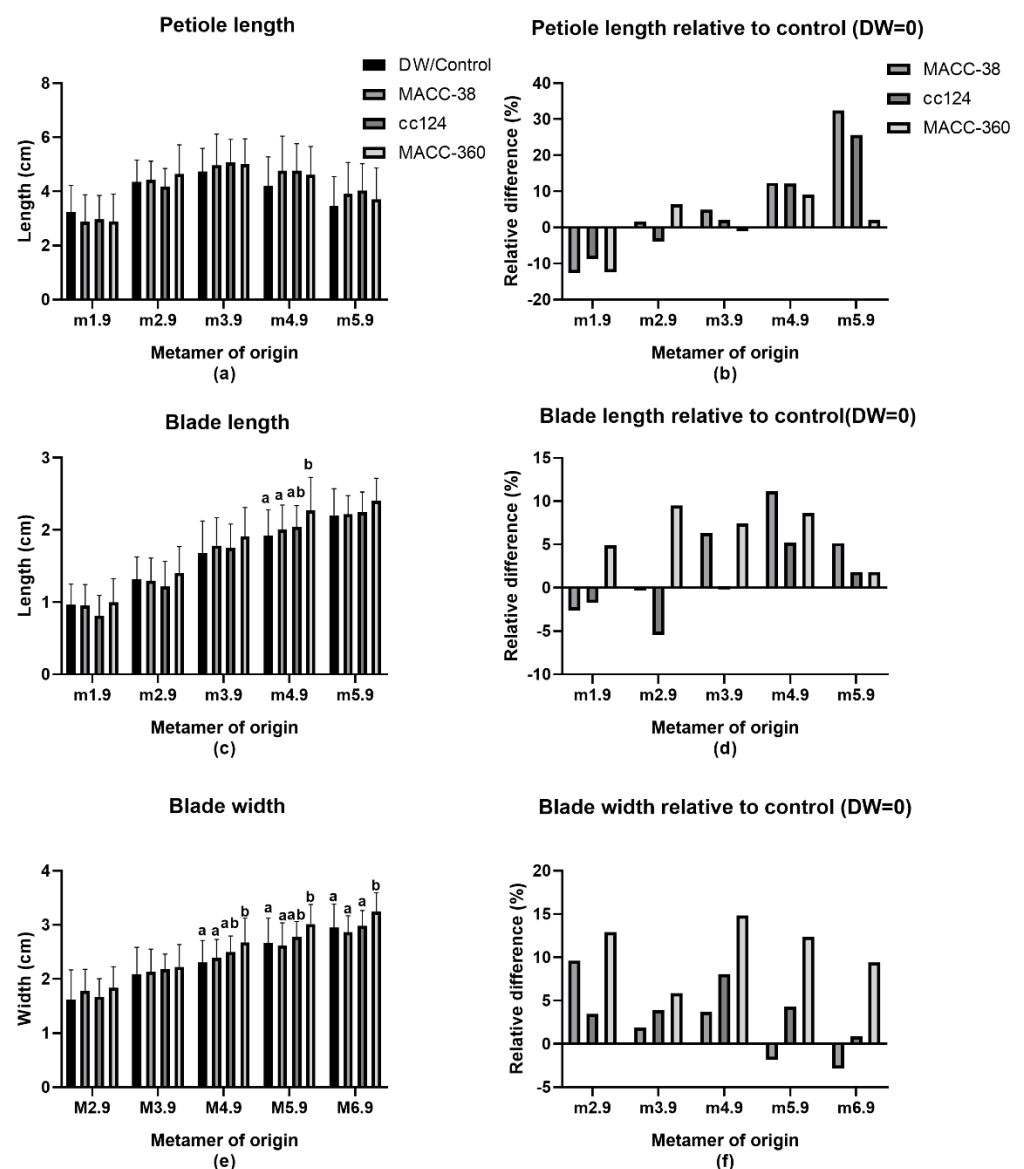 Petiole length
DW/Control
MACC-38
cc124
MACC-360
8
6
4
2
0
Length (cm)
m1.9 m2.9 m3.9 m4.9 m5.9
Metamer of origin
(a)
Petiole length relative to control (DW=0)
MACC-38
cc124
MACC-360
40
30
20
10
0
-10
-20
Relative difference (%)
m1.9 m2.9 m3.9 m4.9 m5.9
Metamer of origin
(b)
Blade length
3
2
1
0
Length (cm)
a a ab b
m1.9 m2.9 m3.9 m4.9 m5.9
Metamer of origin
(c)
Blade length relative to control(DW=0)
15
10
5
0
-5
-10
Relative difference (%)
m1.9 m2.9 m3.9 m4.9 m5.9
Metamer of origin
(d)
Blade width
4
3
2
1
0
Width (cm)
a a ab b a a ab b a a a b
M2.9 M3.9 M4.9 M5.9 M6.9
Metamer of origin
(e)
Blade width relative to control (DW=0)
20
15
10
5
0
-5
Relative difference (%)
m2.9 m3.9 m4.9 m5.9 m6.9
Metamer of origin
(f)